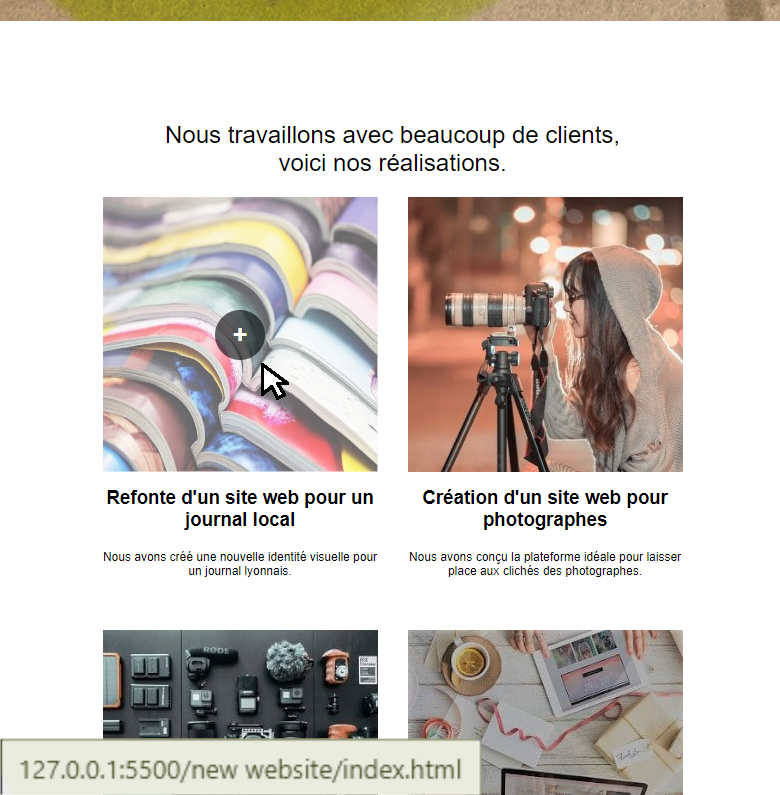 Nous travaillons avec beaucoup de clients,
voici nos réalisations.
+
Refonte d'un site web pour un
journal local
Création d'un site web pour
photographes
Nous avons créé une nouvelle identité visuelle pour
un journal lyonnais.
Nous avons conçu la plateforme idéale pour laisser
place aux clichés des photographes.
RØDE
127.0.0.1:5500/new website/index.html